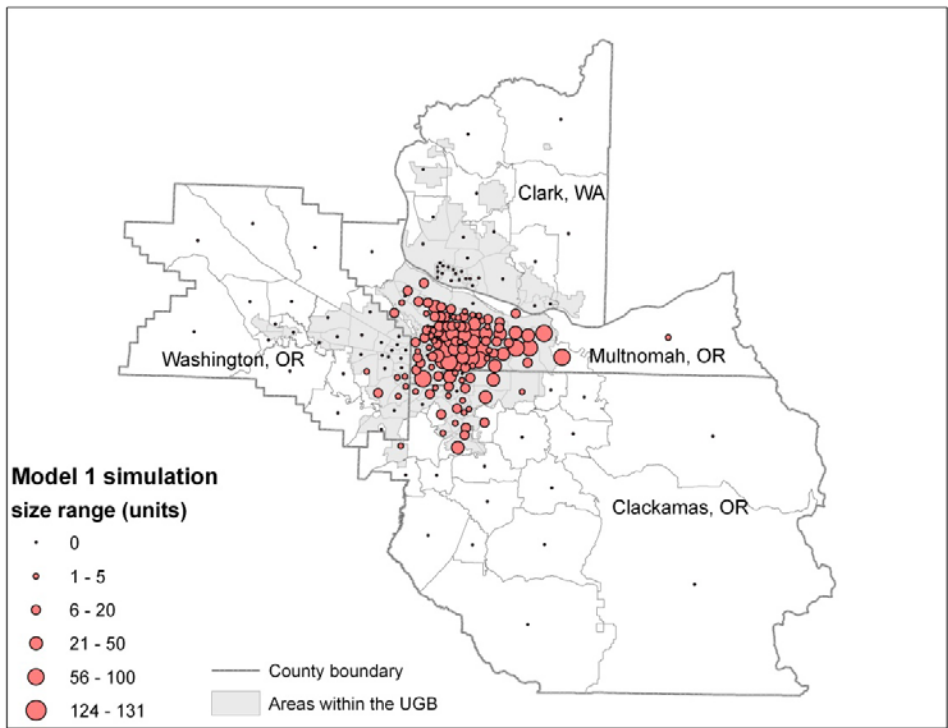 Clark, WA
Washington, OR
Multnomah, OR
Clackamas, OR
Model 1 simulation
size range (units)
0
1 - 5
6 - 20
21 - 50
56 - 100
124 - 131
County boundary
Areas within the UGB